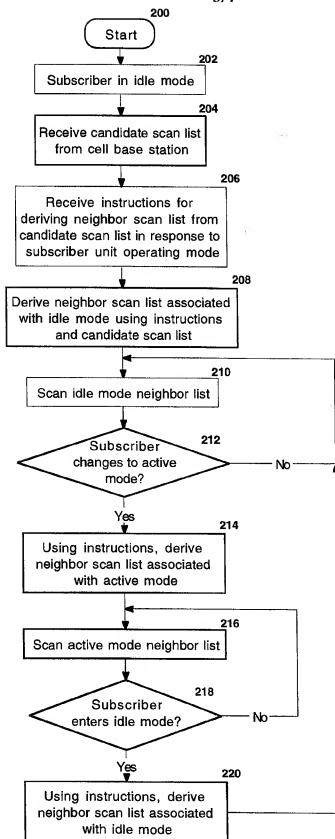 200
Start
202
Subscriber in idle mode
204
Receive candidate scan list
from cell base station
206
Receive instructions for
deriving neighbor scan list from
candidate scan list in response to
subscriber unit operating mode
208
Derive neighbor scan list associated
with idle mode using instructions
and candidate scan list
210
Scan idle mode neighbor list
212
Subscriber
changes to active
mode?
No
Yes
214
Using instructions, derive
neighbor scan list associated
with active mode
216
Scan active mode neighbor list
218
Subscriber
enters idle mode?
No
Yes
220
Using instructions, derive
neighbor scan list associated
with idle mode